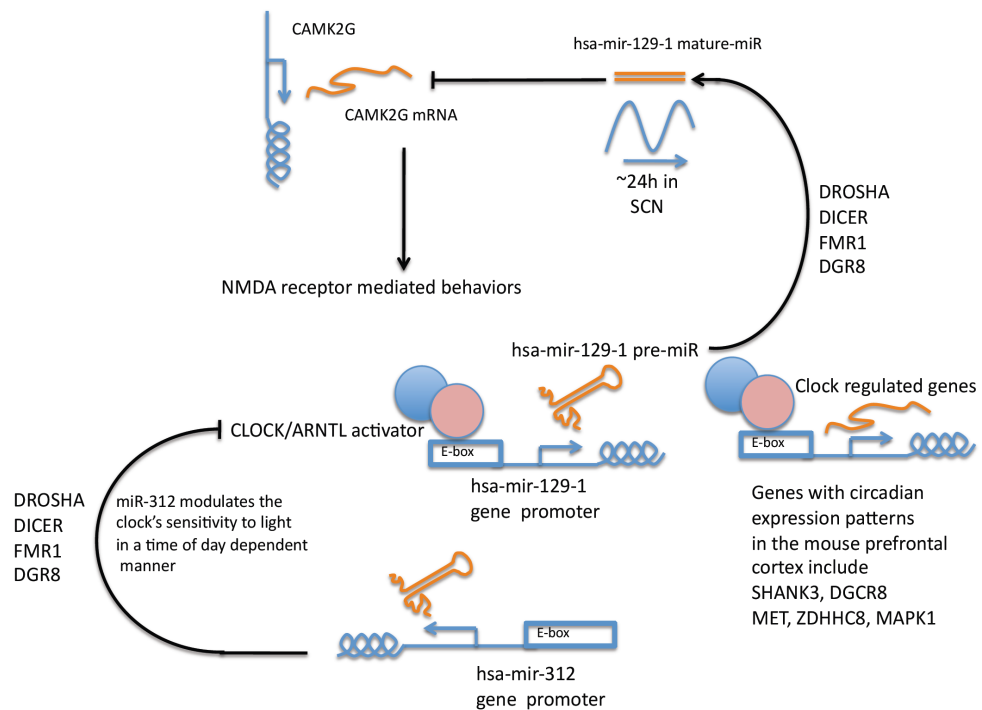 CAMK2G
hsa-mir-129-1 mature-miR
CAMK2G mRNA
~24h in
SCN
DROSHA
DICER
FMR1
DGR8
NMDA receptor mediated behaviors
hsa-mir-129-1 pre-miR
Clock regulated genes
CLOCK/ARNTL activator
E-box
E-box
hsa-mir-129-1
gene promoter
Genes with circadian
expression patterns
in the mouse prefrontal
cortex include
SHANK3, DGCR8
MET, ZDHHC8, MAPK1
DROSHA
DICER
FMR1
DGR8
miR-312 modulates the
clock's sensitivity to light
in a time of day dependent
manner
E-box
hsa-mir-312
gene promoter